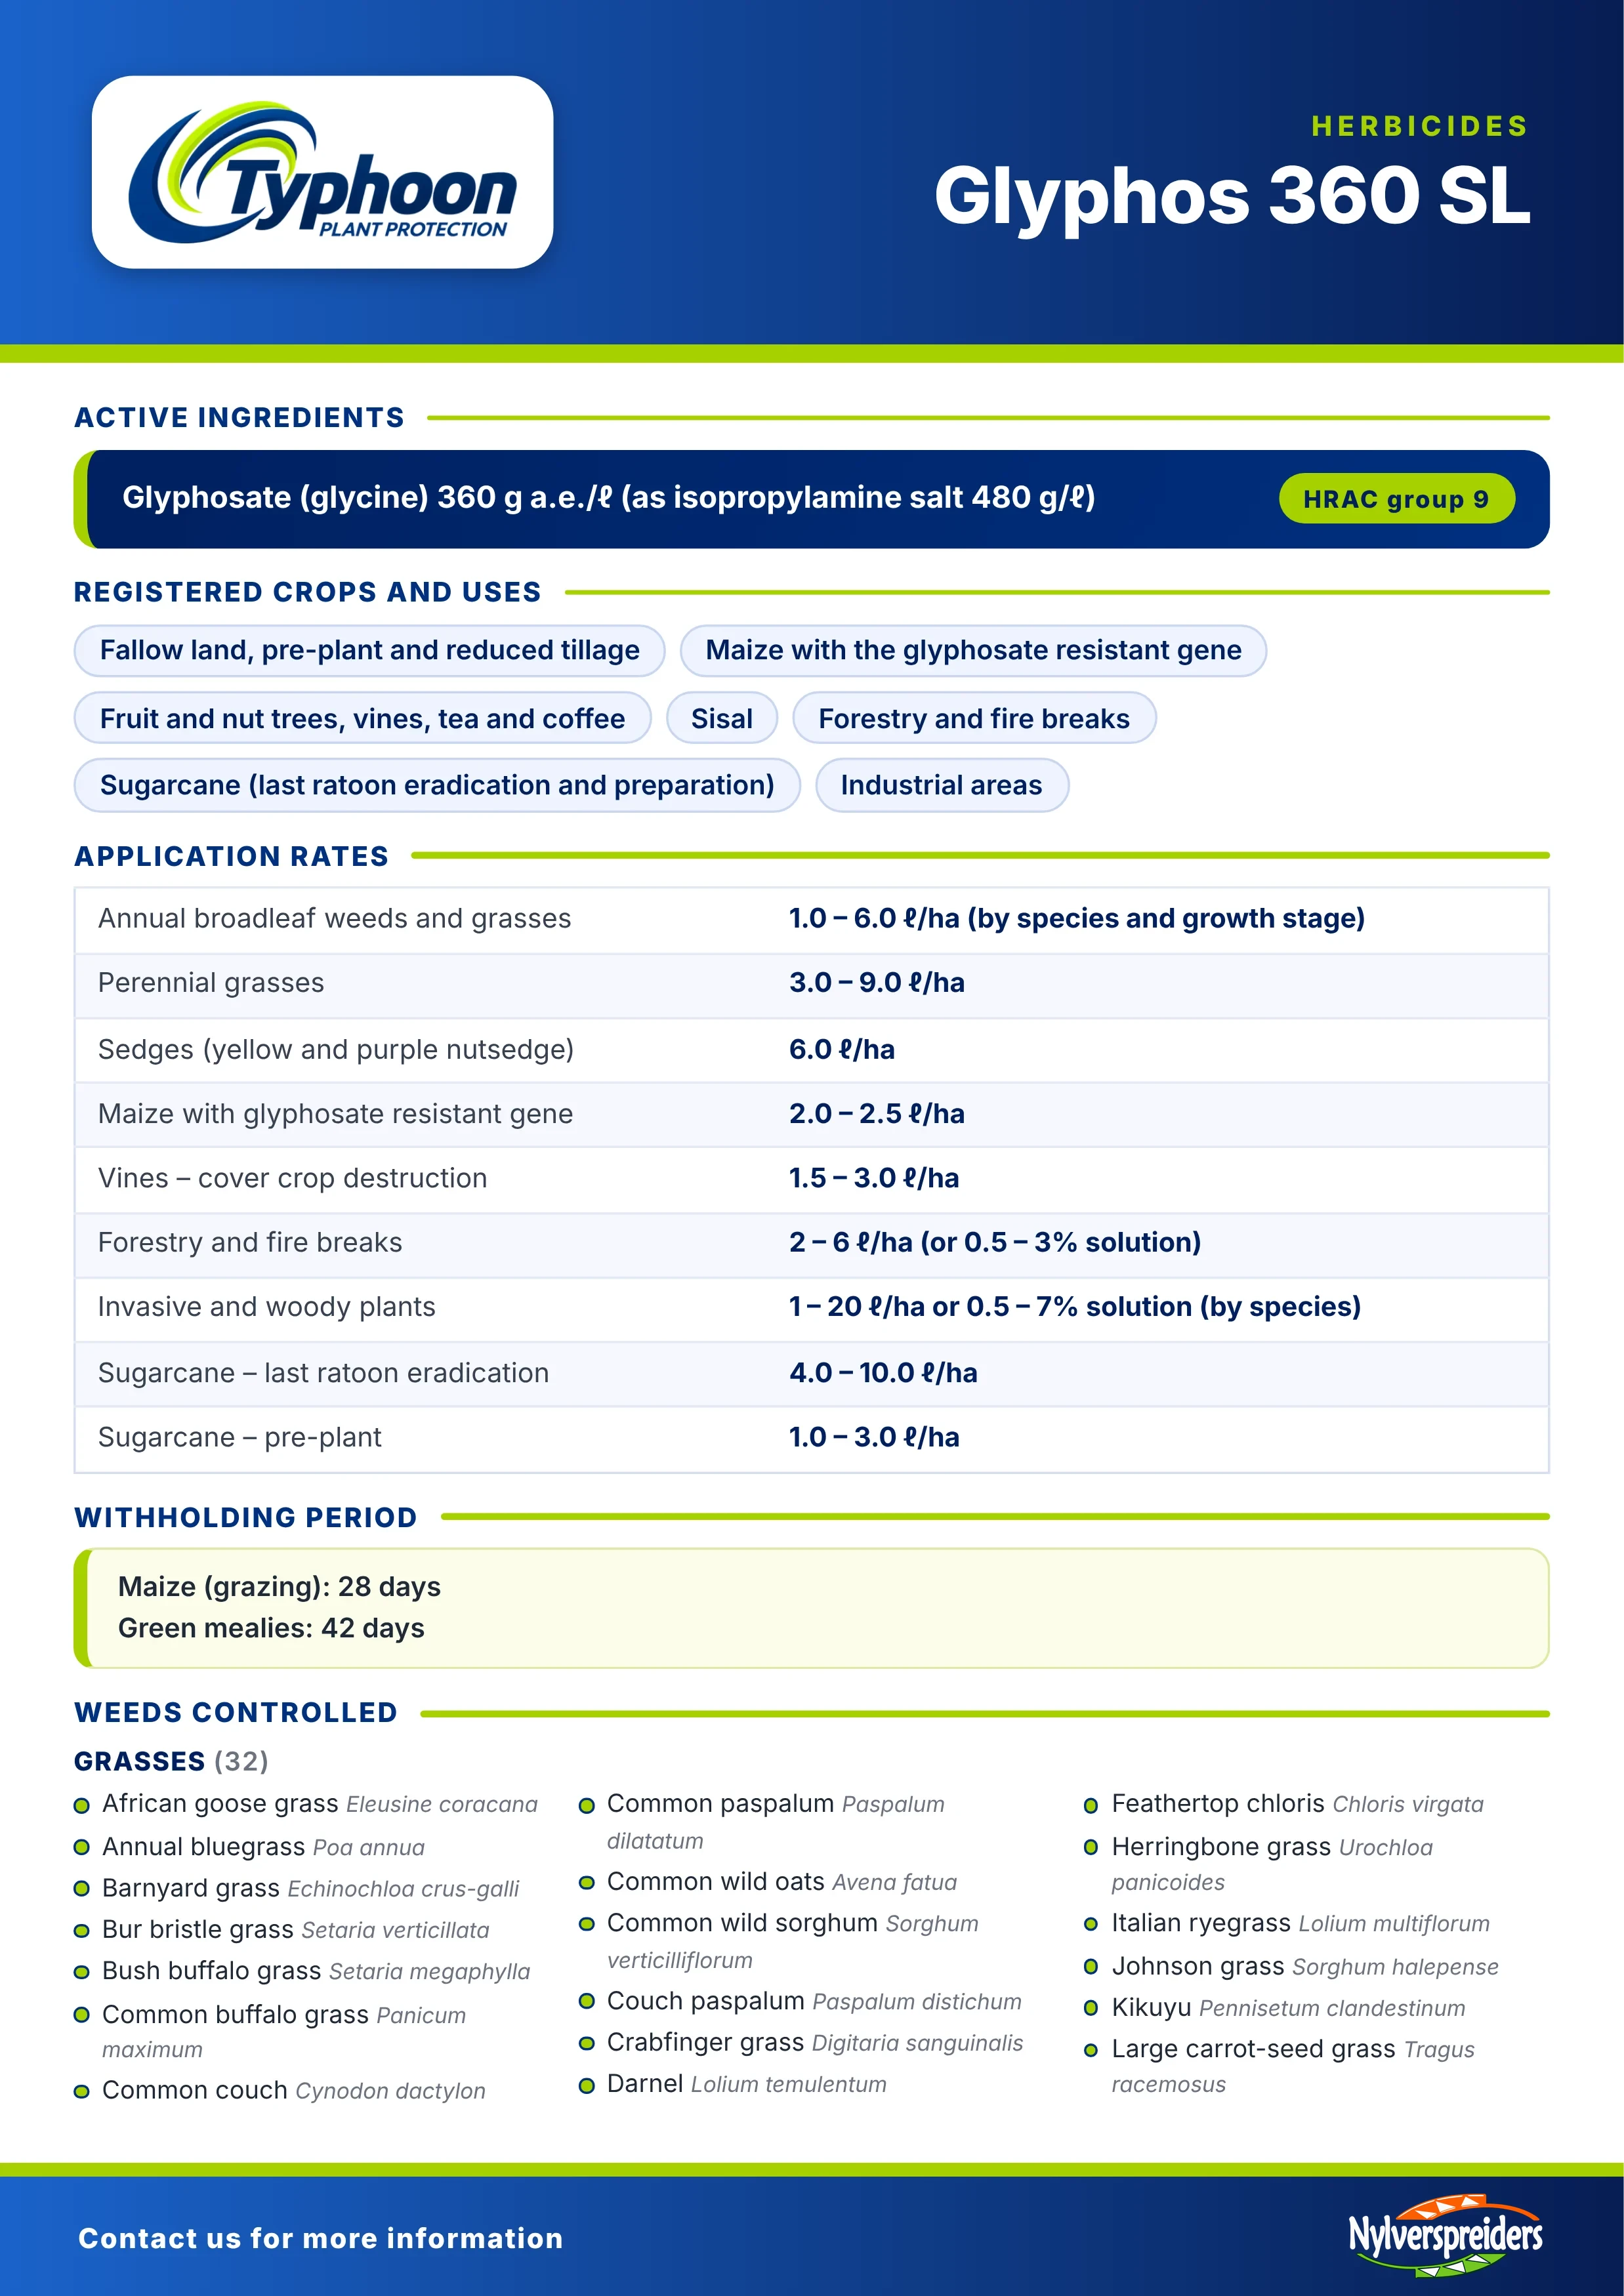 Typhoon
PLANT PROTECTION
HERBICIDES
Glyphos 360 SL
ACTIVE INGREDIENTS
Glyphosate (glycine) 360 g a.e./ℓ (as isopropylamine salt 480 g/ℓ)
HRAC group 9
REGISTERED CROPS AND USES
Fallow land, pre-plant and reduced tillage
Maize with the glyphosate resistant gene
Fruit and nut trees, vines, tea and coffee
Sisal
Forestry and fire breaks
Sugarcane (last ratoon eradication and preparation)
Industrial areas
APPLICATION RATES
Annual broadleaf weeds and grasses 1.0 – 6.0 ℓ/ha (by species and growth stage)
Perennial grasses 3.0 – 9.0 ℓ/ha
Sedges (yellow and purple nutsedge) 6.0 ℓ/ha
Maize with glyphosate resistant gene 2.0 – 2.5 ℓ/ha
Vines – cover crop destruction 1.5 – 3.0 ℓ/ha
Forestry and fire breaks 2 – 6 ℓ/ha (or 0.5 – 3% solution)
Invasive and woody plants 1 – 20 ℓ/ha or 0.5 – 7% solution (by species)
Sugarcane – last ratoon eradication 4.0 – 10.0 ℓ/ha
Sugarcane – pre-plant 1.0 – 3.0 ℓ/ha
WITHHOLDING PERIOD
Maize (grazing): 28 days
Green mealies: 42 days
WEEDS CONTROLLED
GRASSES (32)
African goose grass Eleusine coracana
Annual bluegrass Poa annua
Barnyard grass Echinochloa crus-galli
Bur bristle grass Setaria verticillata
Bush buffalo grass Setaria megaphylla
Common buffalo grass Panicum
maximum
Common couch Cynodon dactylon
Common paspalum Paspalum
dilatatum
Common wild oats Avena fatua
Common wild sorghum Sorghum
verticilliflorum
Couch paspalum Paspalum distichum
Crabfinger grass Digitaria sanguinalis
Darnel Lolium temulentum
Feathertop chloris Chloris virgata
Herringbone grass Urochloa
panicoides
Italian ryegrass Lolium multiflorum
Johnson grass Sorghum halepense
Kikuyu Pennisetum clandestinum
Large carrot-seed grass Tragus
racemosus
Contact us for more information
Nylverspreiders